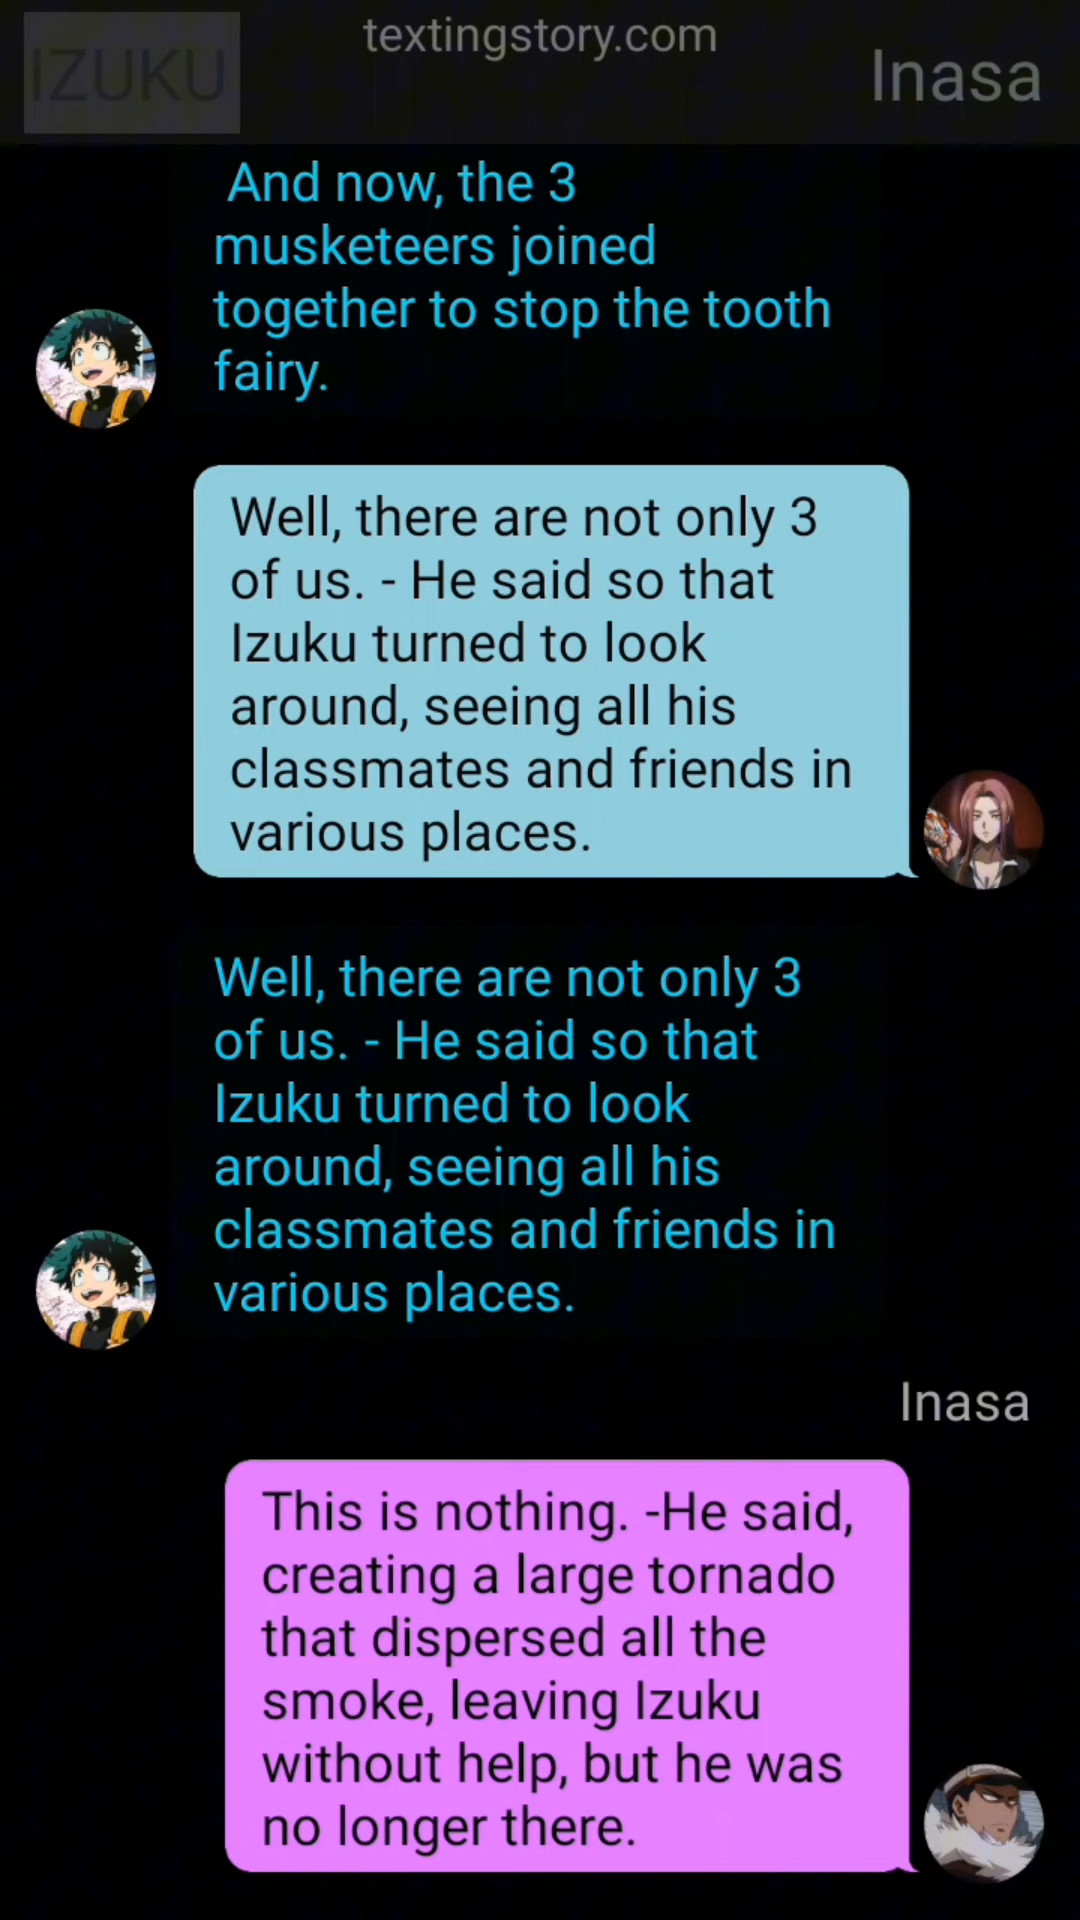 textingstory.com
IZUKU
Inasa
And now, the 3
musketeers joined
together to stop the tooth
fairy.
Well, there are not only 3
of us. - He said so that
Izuku turned to look
around, seeing all his
classmates and friends in
various places.
Well, there are not only 3
of us. - He said so that
Izuku turned to look
around, seeing all his
classmates and friends in
various places.
Inasa
This is nothing. -He said,
creating a large tornado
that dispersed all the
smoke, leaving Izuku
without help, but he was
no longer there.